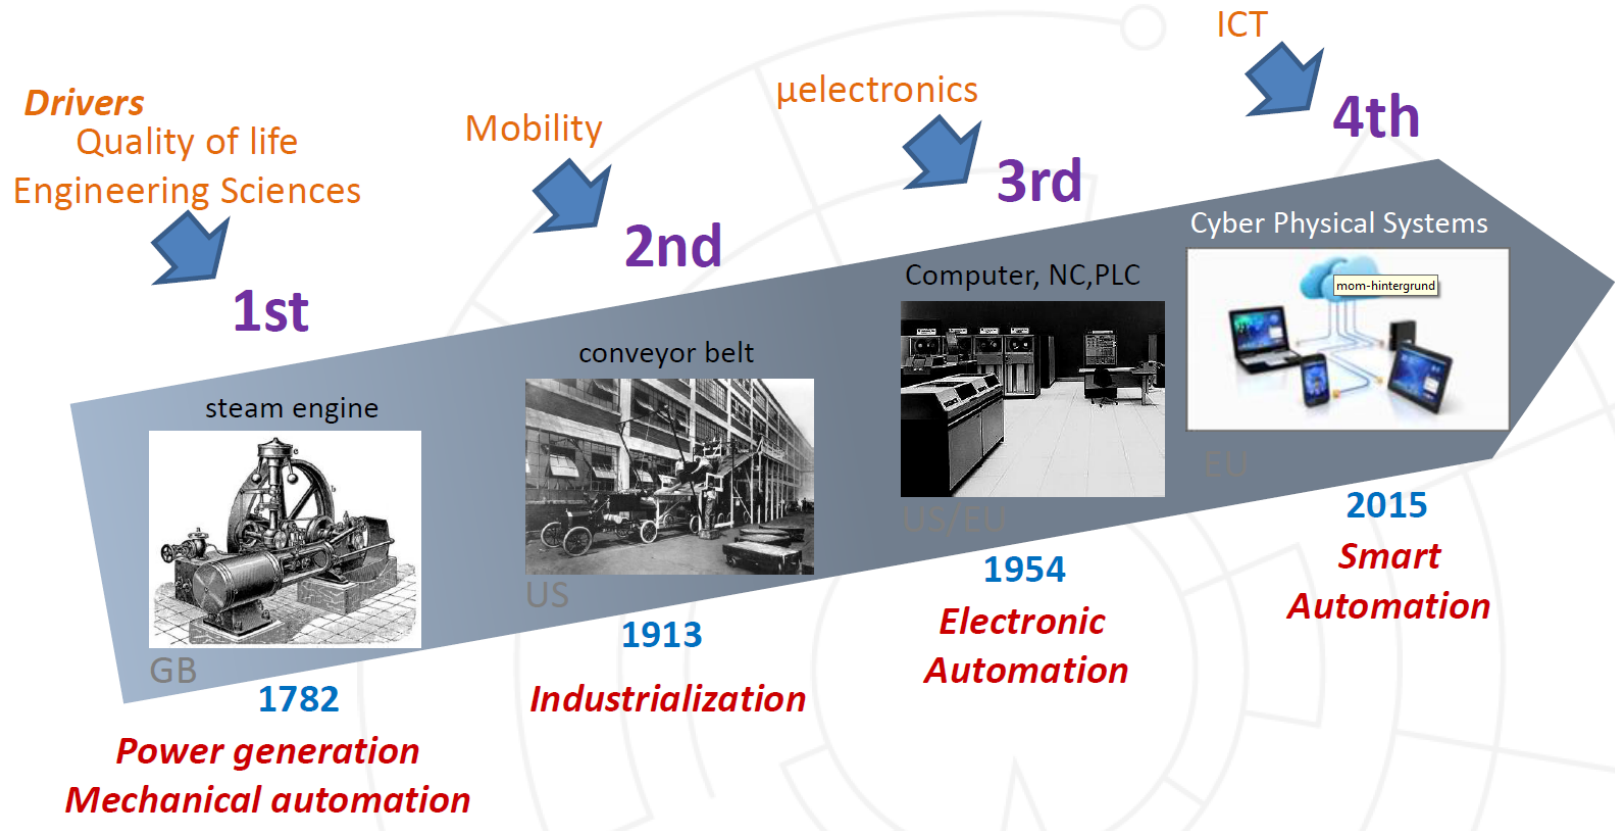 Drivers
Quality of life
Engineering Sciences
1st
steam engine
GB
1782
Power generation
Mechanical automation
Mobility
2nd
conveyor belt
US
1913
Industrialization
µelectronics
3rd
Computer, NC,PLC
US/EU
1954
Electronic
Automation
ICT
4th
Cyber Physical Systems
mom-hintergrund
EU
2015
Smart
Automation